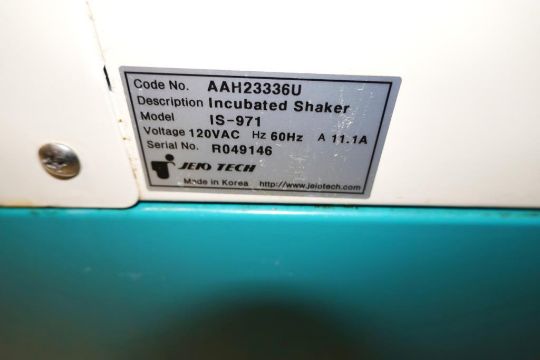 Code No. AAH23336U
Description Incubated Shaker
Model IS-971
Voltage 120VAC Hz 60Hz A 11.1A
Serial No. R049146
JEIO TECH
Made in Korea http://www.jeiotech.com